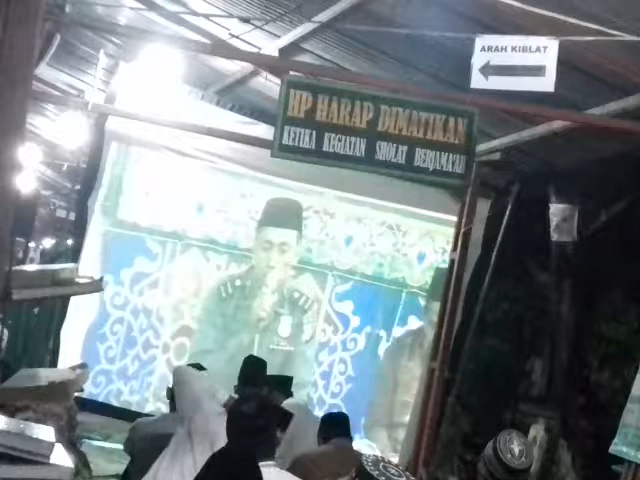 ARAH KIBLAT
HP HARAP DIMATIKAN
KETIKA KEGIATAN SHOLAT BERJAMA'AH